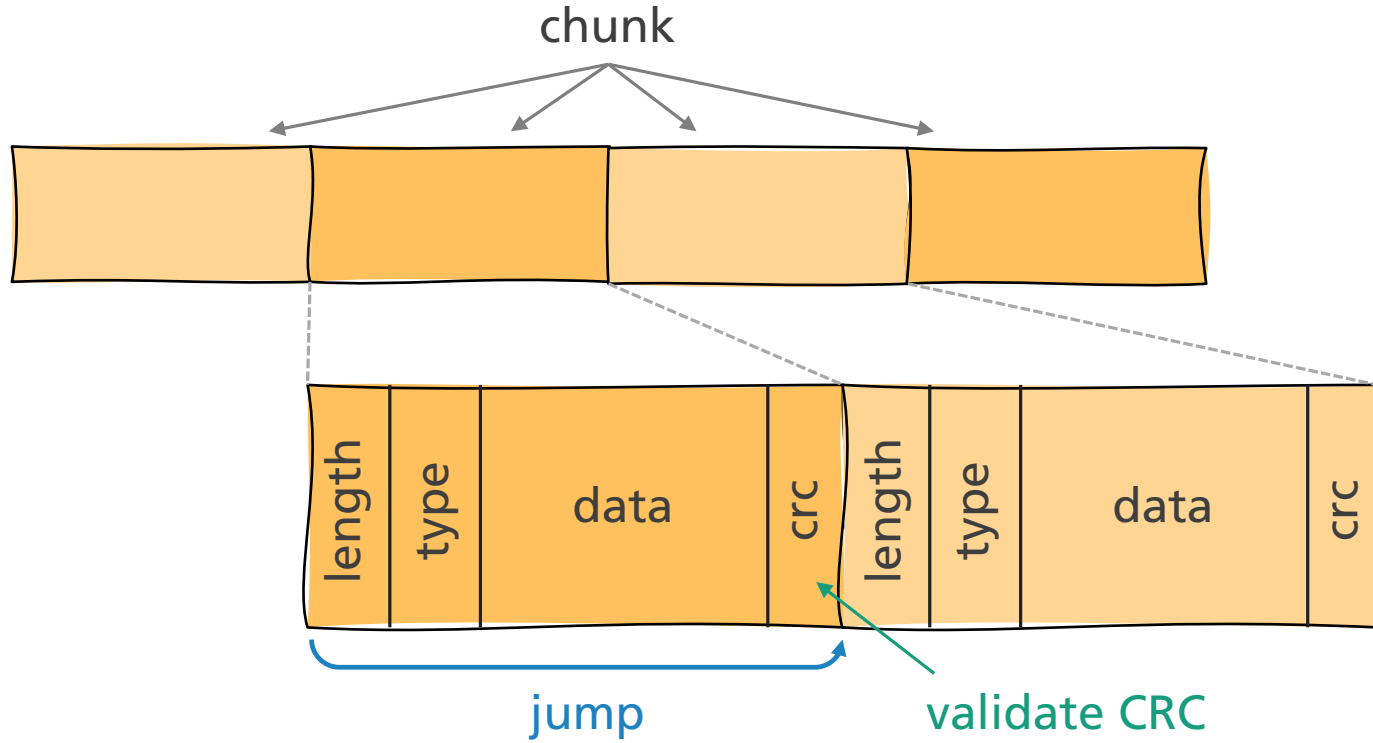 chunk
length
type
data
crc
length
type
data
crc
jump
validate CRC